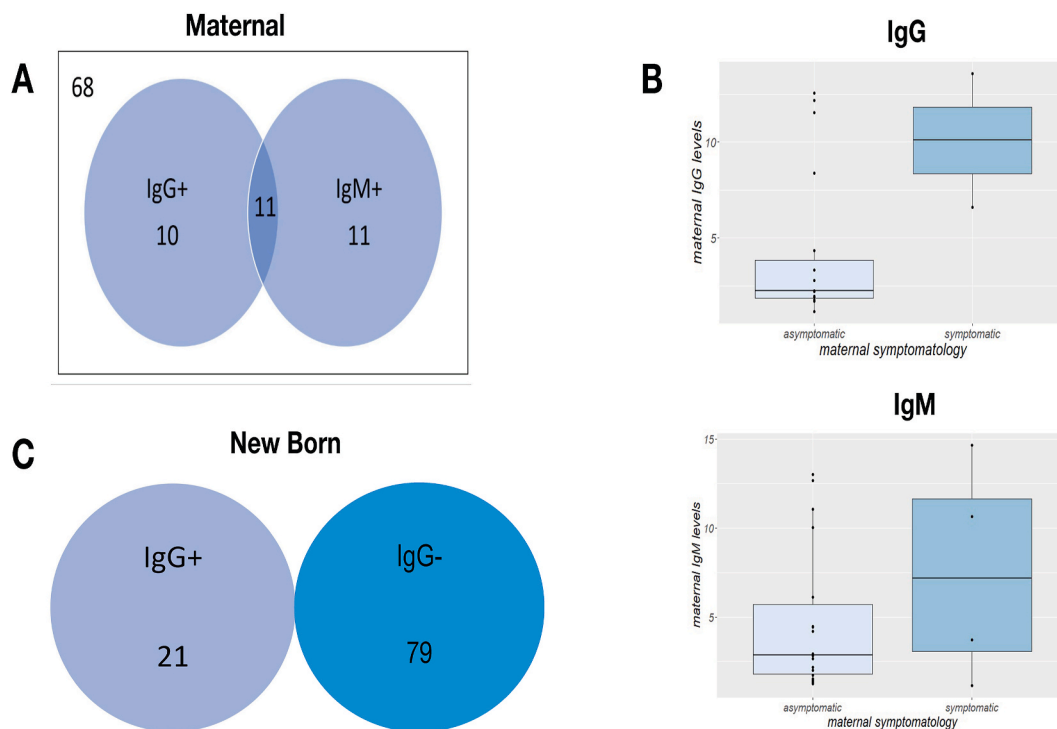 Maternal
A
68
IgG+
10
11
IgM+
11
B
IgG
maternal IgG levels
10
5
asymptomatic
symptomatic
maternal symptomatology
C
New Born
IgG+
21
IgG-
79
IgM
maternal IgM levels
15
10
5
asymptomatic
symptomatic
maternal symptomatology